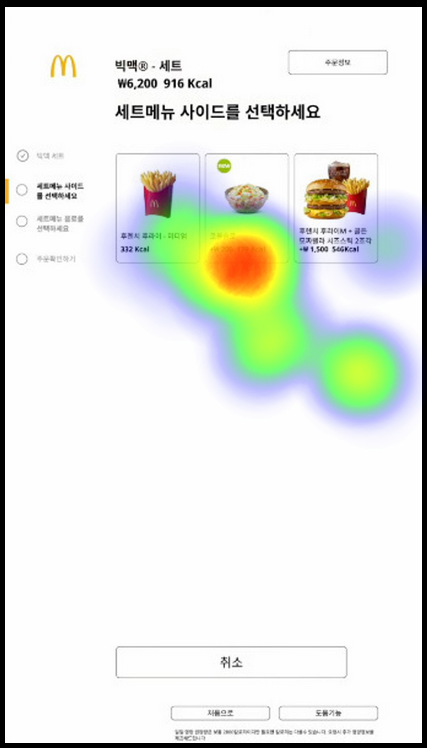 빅맥® - 세트
주문정보
₩6,200 916 Kcal
세트메뉴 사이드를 선택하세요
빅맥 세트
세트메뉴 사이드
를 선택하세요
세트메뉴 음료를
선택하세요
주문확인하기
후렌치 후라이 - 미디엄
332 Kcal
후렌치 후라이M + 골든
모짜렐라 치즈스틱 2조각
+₩ 1,500 546Kcal
취소
처음으로
도움기능